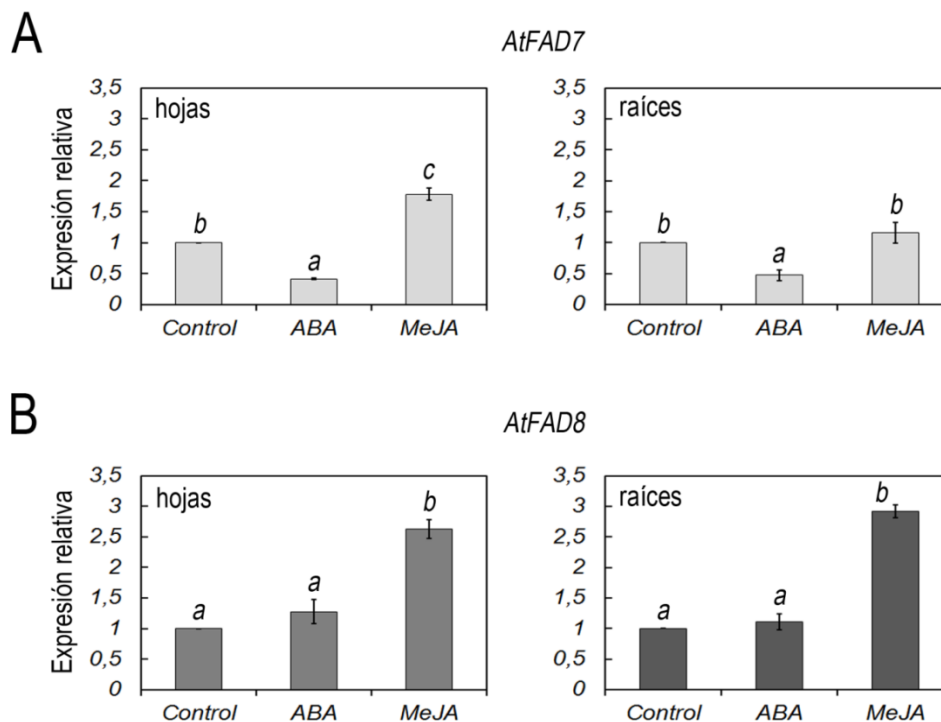 A
AtFAD7
Expresión relativa
3,5
3
2,5
2
1,5
1
0,5
0
hojas
b
a
c
Control ABA MeJA
3,5
3
2,5
2
1,5
1
0,5
0
raíces
b
a
b
Control ABA MeJA
B
AtFAD8
Expresión relativa
3,5
3
2,5
2
1,5
1
0,5
0
hojas
a
a
b
Control ABA MeJA
3,5
3
2,5
2
1,5
1
0,5
0
raíces
a
a
b
Control ABA MeJA